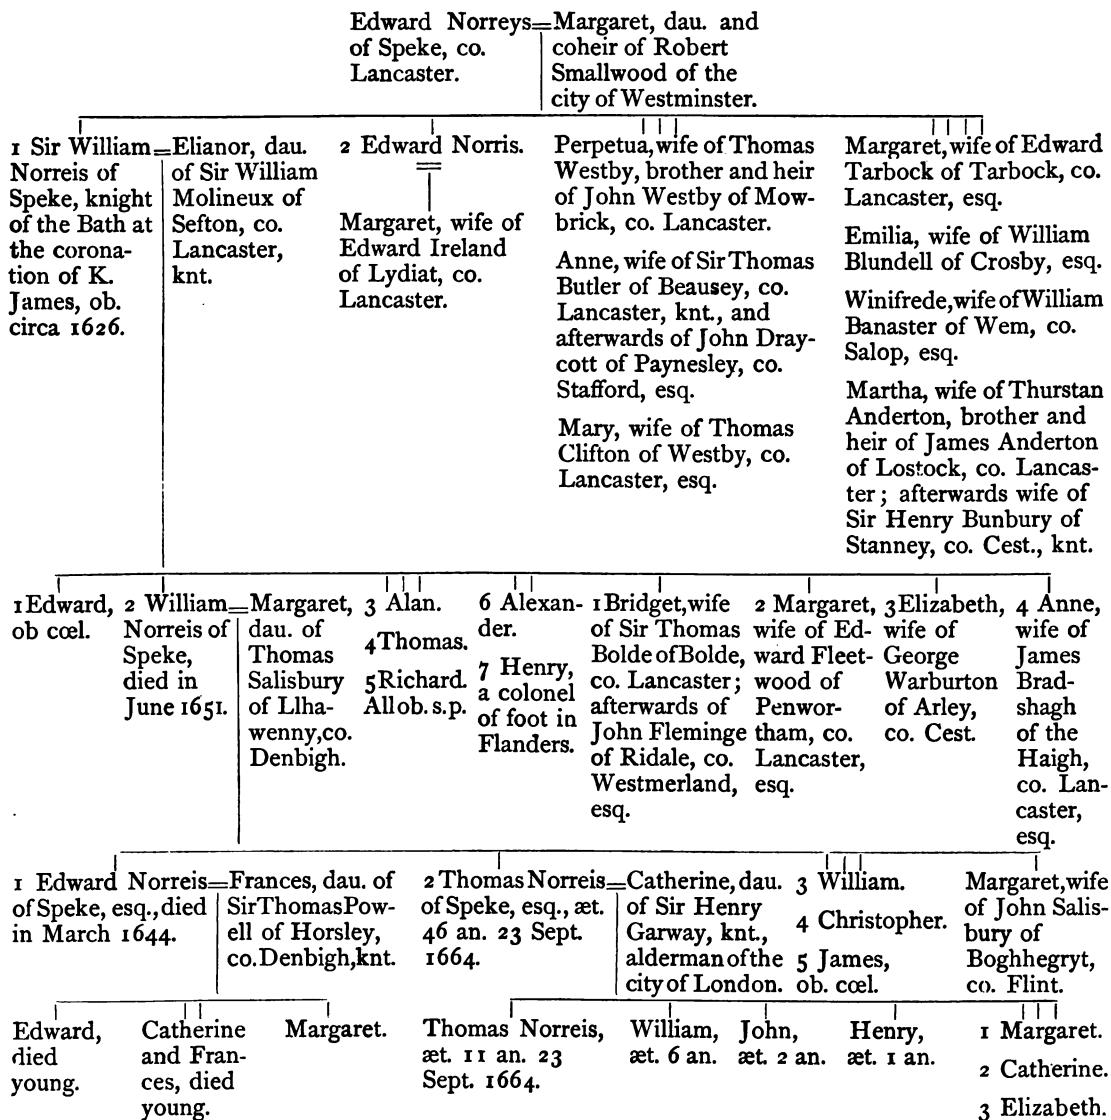 Edward Norreys=
of Speke, co.
Lancaster.
Margaret, dau. and
coheir of Robert
Smallwood of the
city of Westminster.
1 Sir William=
Norreis of
Speke, knight
of the Bath at
the corona-
tion of K.
James, ob.
circa 1626.
Elianor, dau.
of Sir William
Molineux of
Sefton, co.
Lancaster,
knt.
2 Edward Norris.
=
Margaret, wife of
Edward Ireland
of Lydiat, co.
Lancaster.
Perpetua, wife of Thomas
Westby, brother and heir
of John Westby of Mow-
brick, co. Lancaster.
Anne, wife of Sir Thomas
Butler of Beausey, co.
Lancaster, knt., and
afterwards of John Dray-
cott of Paynesley, co.
Stafford, esq.
Mary, wife of Thomas
Clifton of Westby, co.
Lancaster, esq.
Margaret, wife of Edward
Tarbock of Tarbock, co.
Lancaster, esq.
Emilia, wife of William
Blundell of Crosby, esq.
Winifrede, wife of William
Banaster of Wem, co.
Salop, esq.
Martha, wife of Thurstan
Anderton, brother and
heir of James Anderton
of Lostock, co. Lancas-
ter; afterwards wife of
Sir Henry Bunbury of
Stanney, co. Cest., knt.
1 Edward,
ob cœl.
2 William=
Norreis of
Speke,
died in
June 1651.
Margaret,
dau. of
Thomas
Salisbury
of Llha-
wenny, co.
Denbigh.
3 Alan.
4 Thomas.
5 Richard.
All ob. s.p.
6 Alexan-
der.
7 Henry,
a colonel
of foot in
Flanders.
1 Bridget, wife
of Sir Thomas
Bolde of Bolde,
co. Lancaster;
afterwards of
John Fleminge
of Ridale, co.
Westmerland,
esq.
2 Margaret,
wife of Ed-
ward Fleet-
wood of
Penwor-
tham, co.
Lancaster,
esq.
3 Elizabeth,
wife of
George
Warburton
of Arley,
co. Cest.
4 Anne,
wife of
James
Brad-
shagh
of the
Haigh,
co. Lan-
caster,
esq.
1 Edward Norreis=
of Speke, esq., died
in March 1644.
Frances, dau. of
Sir Thomas Pow-
ell of Horsley,
co. Denbigh, knt.
2 Thomas Norreis=
of Speke, esq., æt.
46 an. 23 Sept.
1664.
Catherine, dau.
of Sir Henry
Garway, knt.,
alderman of the
city of London.
3 William.
4 Christopher.
5 James,
ob. cœl.
Margaret, wife
of John Salis-
bury of
Boghhegryt,
co. Flint.
Edward,
died
young.
Catherine
and Fran-
ces, died
young.
Margaret.
Thomas Norreis,
æt. 11 an. 23
Sept. 1664.
William,
æt. 6 an.
John,
æt. 2 an.
Henry,
æt. 1 an.
1 Margaret.
2 Catherine.
3 Elizabeth.